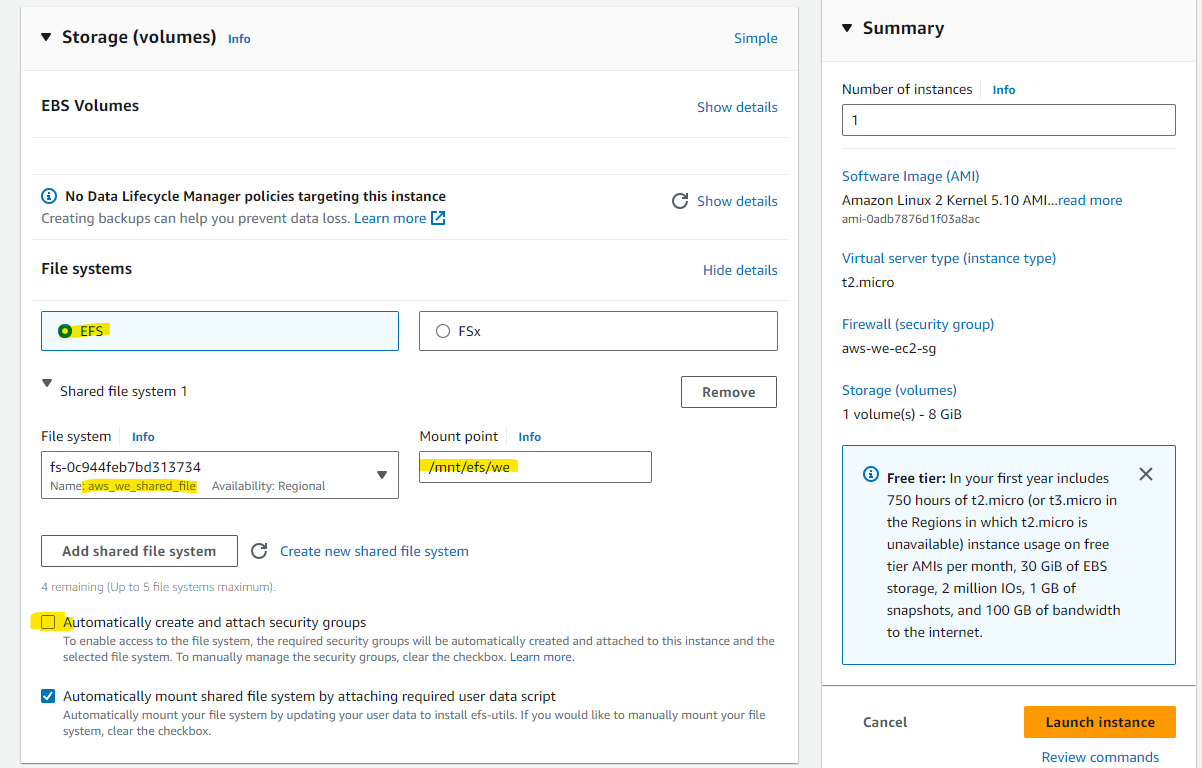 Storage (volumes) Info
Simple
EBS Volumes
Show details
No Data Lifecycle Manager policies targeting this instance
Creating backups can help you prevent data loss. Learn more
Show details
File systems
Hide details
EFS
FSx
Shared file system 1
Remove
File system Info
fs-0c944feb7bd313734
Name: aws_we_shared_file Availability: Regional
Mount point Info
/mnt/efs/we
Add shared file system
Create new shared file system
4 remaining (Up to 5 file systems maximum).
Automatically create and attach security groups
To enable access to the file system, the required security groups will be automatically created and attached to this instance and the
selected file system. To manually manage the security groups, clear the checkbox. Learn more.
Automatically mount shared file system by attaching required user data script
Automatically mount your file system by updating your user data to install efs-utils. If you would like to manually mount your file
system, clear the checkbox.
Summary
Number of instances Info
1
Software Image (AMI)
Amazon Linux 2 Kernel 5.10 AMI...read more
ami-0adb7876d1f03a8ac
Virtual server type (instance type)
t2.micro
Firewall (security group)
aws-we-ec2-sg
Storage (volumes)
1 volume(s) - 8 GiB
Free tier: In your first year includes
750 hours of t2.micro (or t3.micro in
the Regions in which t2.micro is
unavailable) instance usage on free
tier AMIs per month, 30 GiB of EBS
storage, 2 million IOs, 1 GB of
snapshots, and 100 GB of bandwidth
to the internet.
Cancel
Launch instance
Review commands